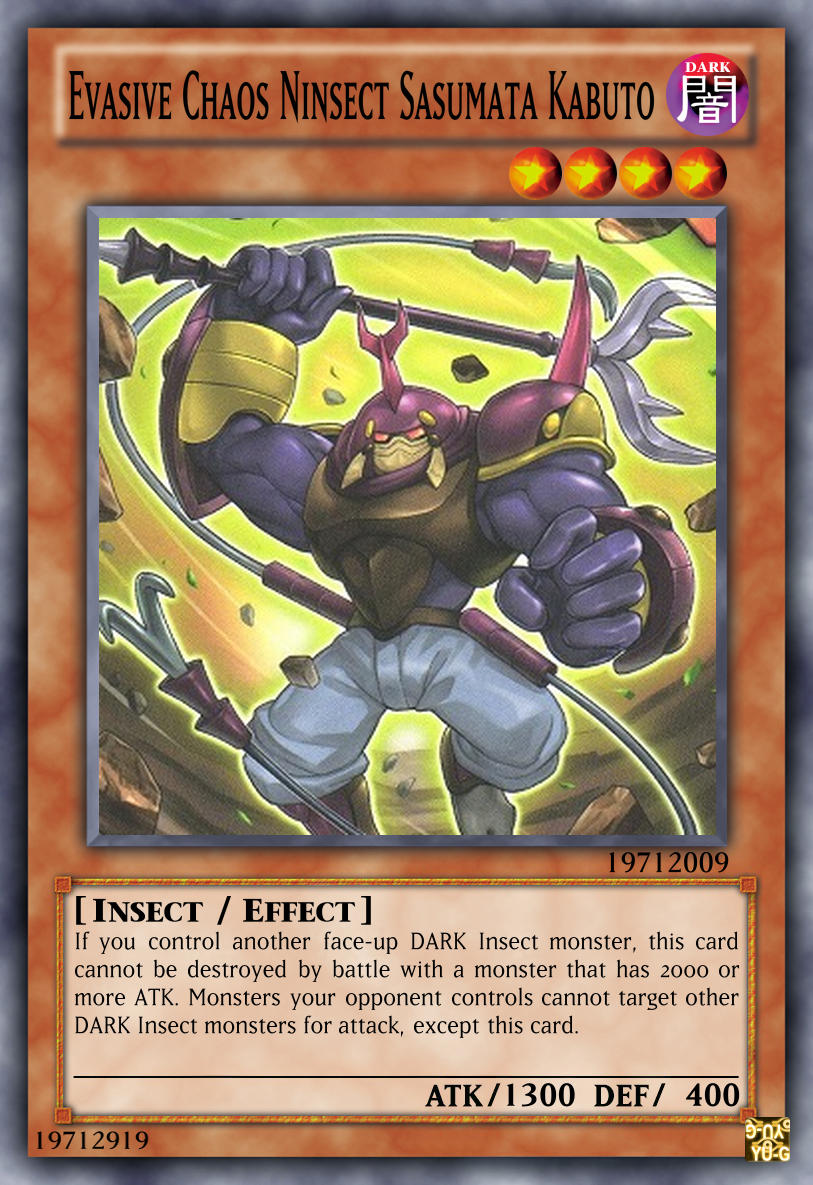 Evasive Chaos Ninsect Sasumata Kabuto
DARK
闇
19712009
[ Insect / Effect ]
If you control another face-up DARK Insect monster, this card
cannot be destroyed by battle with a monster that has 2000 or
more ATK. Monsters your opponent controls cannot target other
DARK Insect monsters for attack, except this card.
ATK/1300 DEF/ 400
19712919